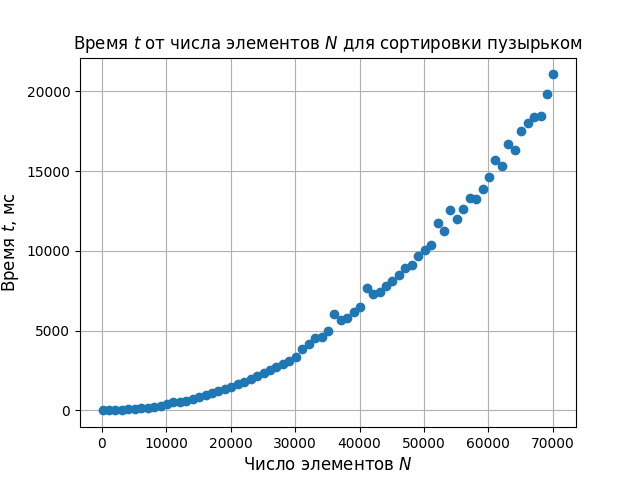 Время t от числа элементов N для сортировки пузырьком
Время t, мс
20000
15000
10000
5000
0
0 10000 20000 30000 40000 50000 60000 70000
Число элементов N